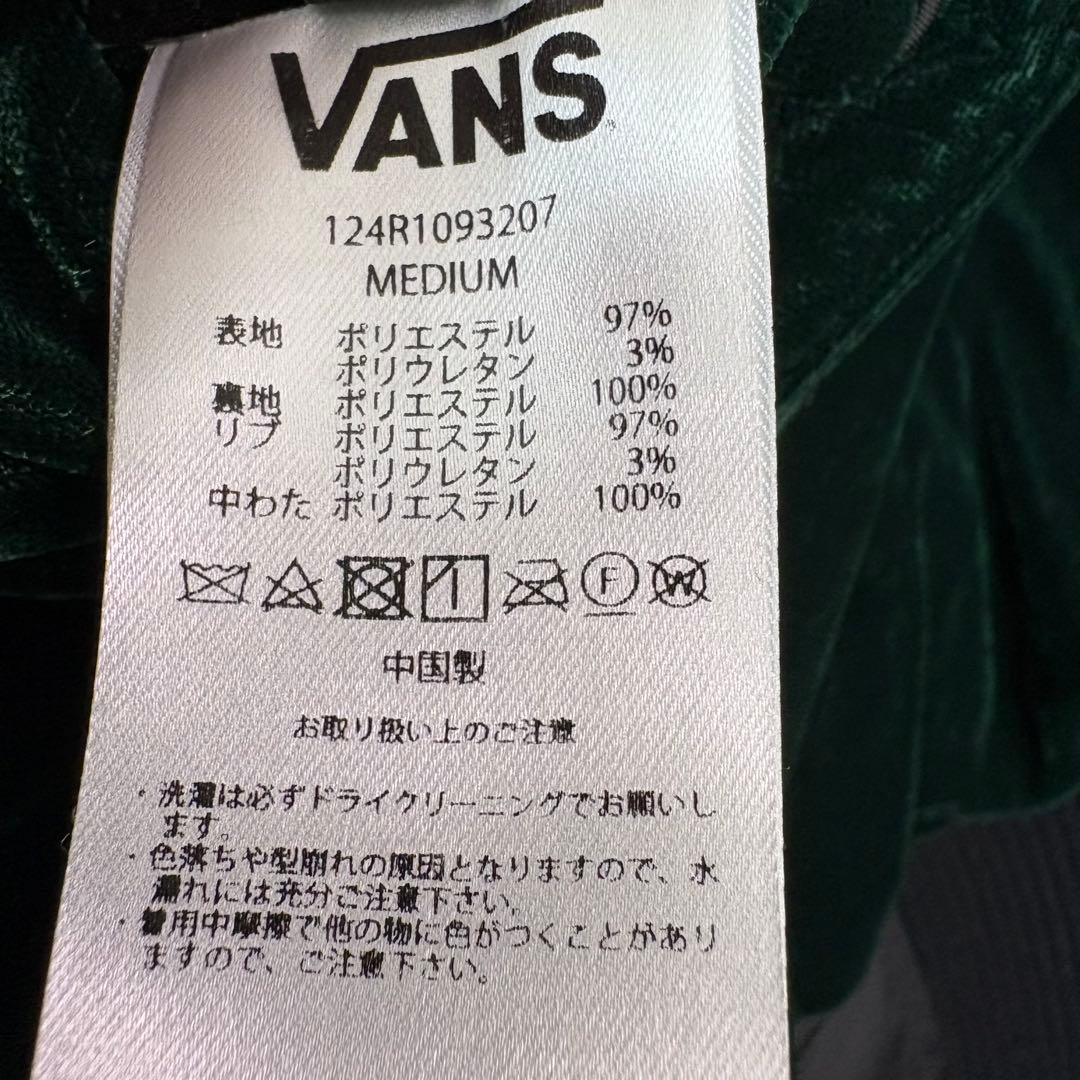 VANS
124R1093207
MEDIUM
表地 ポリエステル 97%
ポリウレタン 3%
裏地 ポリエステル 100%
リブ ポリエステル 97%
ポリウレタン 3%
中わた ポリエステル 100%
F W
中国製
お取り扱い上のご注意
・洗濯は必ずドライクリーニングでお願いし
ます。
・色落ちや型崩れの原因となりますので、水
濡れには充分ご注意下さい。
・着用中摩擦で他の物に色がつくことがあり
ますので、ご注意下さい。